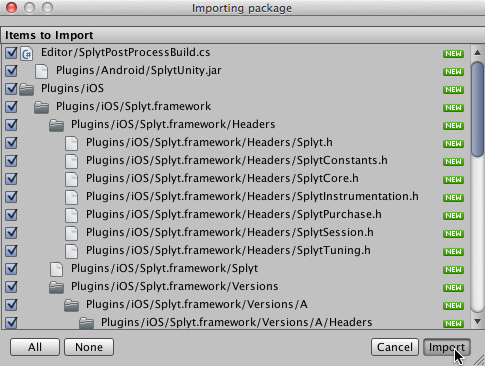 Importing package
Items to Import
Editor/SplytPostProcessBuild.cs NEW
Plugins/Android/SplytUnity.jar NEW
Plugins/iOS
Plugins/iOS/Splyt.framework
Plugins/iOS/Splyt.framework/Headers
Plugins/iOS/Splyt.framework/Headers/Splyt.h NEW
Plugins/iOS/Splyt.framework/Headers/SplytConstants.h NEW
Plugins/iOS/Splyt.framework/Headers/SplytCore.h NEW
Plugins/iOS/Splyt.framework/Headers/SplytInstrumentation.h NEW
Plugins/iOS/Splyt.framework/Headers/SplytPurchase.h NEW
Plugins/iOS/Splyt.framework/Headers/SplytSession.h NEW
Plugins/iOS/Splyt.framework/Headers/SplytTuning.h NEW
Plugins/iOS/Splyt.framework/Splyt NEW
Plugins/iOS/Splyt.framework/Versions NEW
Plugins/iOS/Splyt.framework/Versions/A NEW
Plugins/iOS/Splyt.framework/Versions/A/Headers NEW
All None Cancel Import